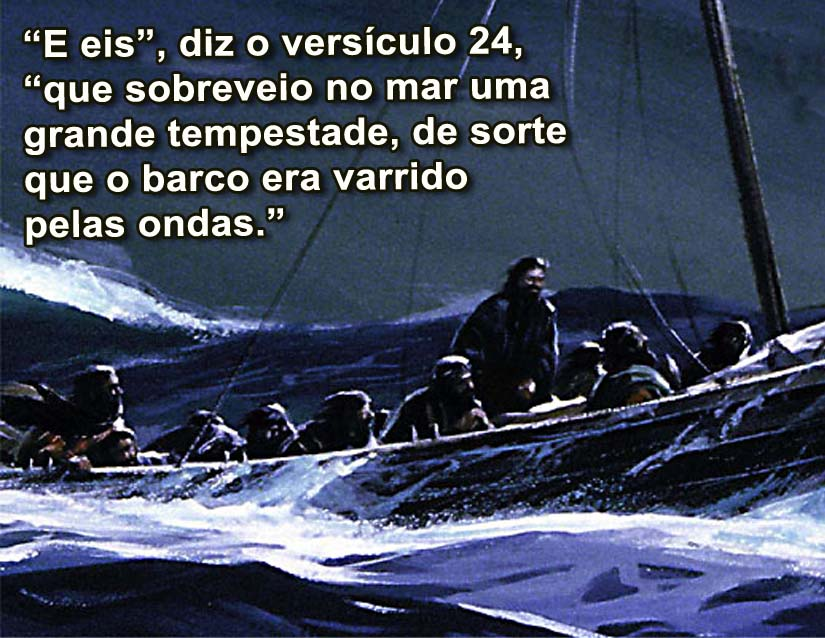 “E eis”, diz o versículo 24,
“que sobreveio no mar uma
grande tempestade, de sorte
que o barco era varrido
pelas ondas.”